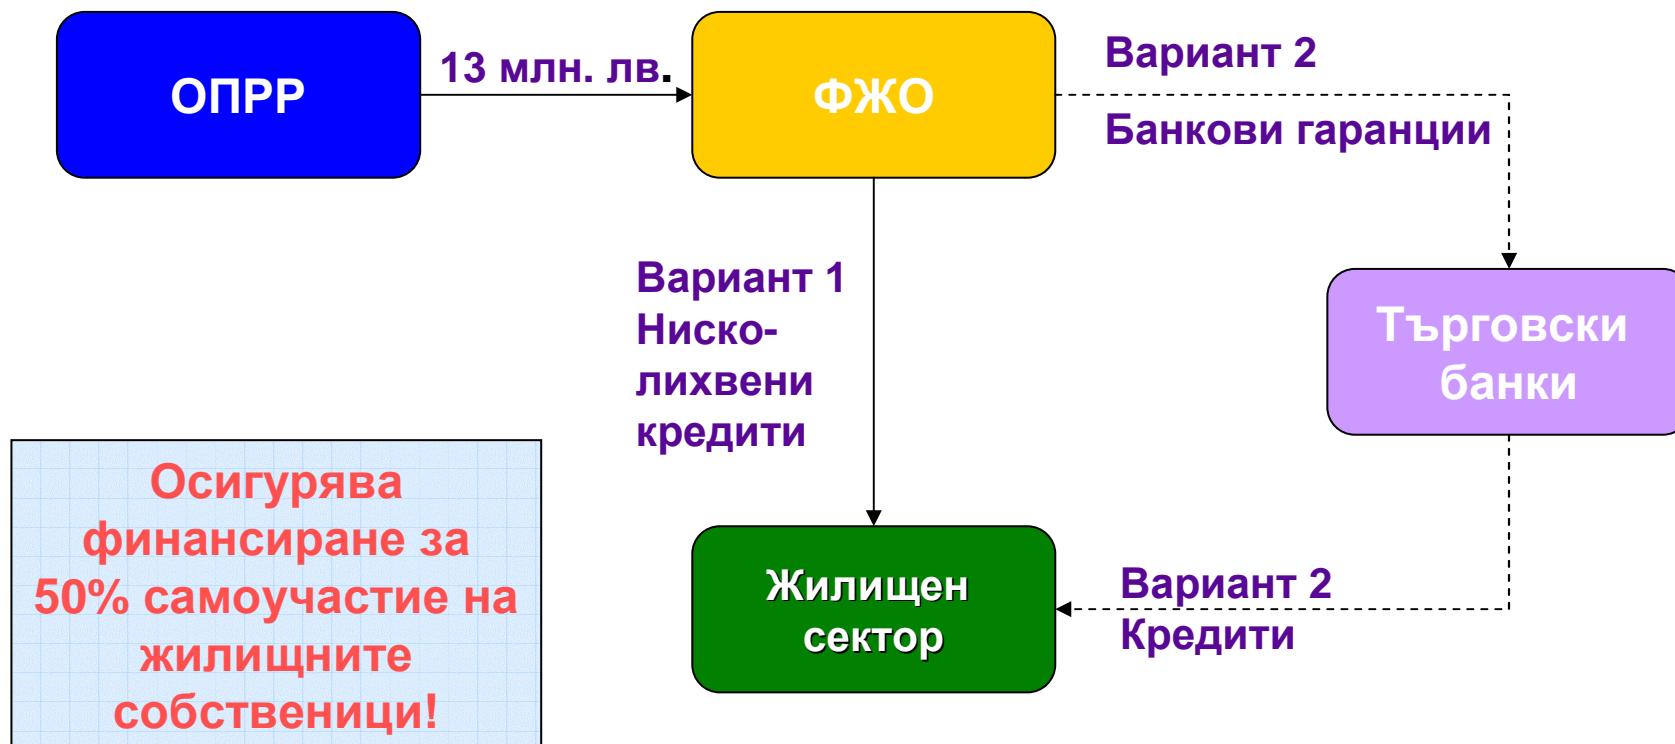 ОПРР
13 млн. лв.
ФЖО
Вариант 2
Банкови гаранции
Вариант 1
Ниско-
лихвени
кредити
Търговски
банки
Осигурява
финансиране за
50% самоучастие на
жилищните
собственици!
Жилищен
сектор
Вариант 2
Кредити